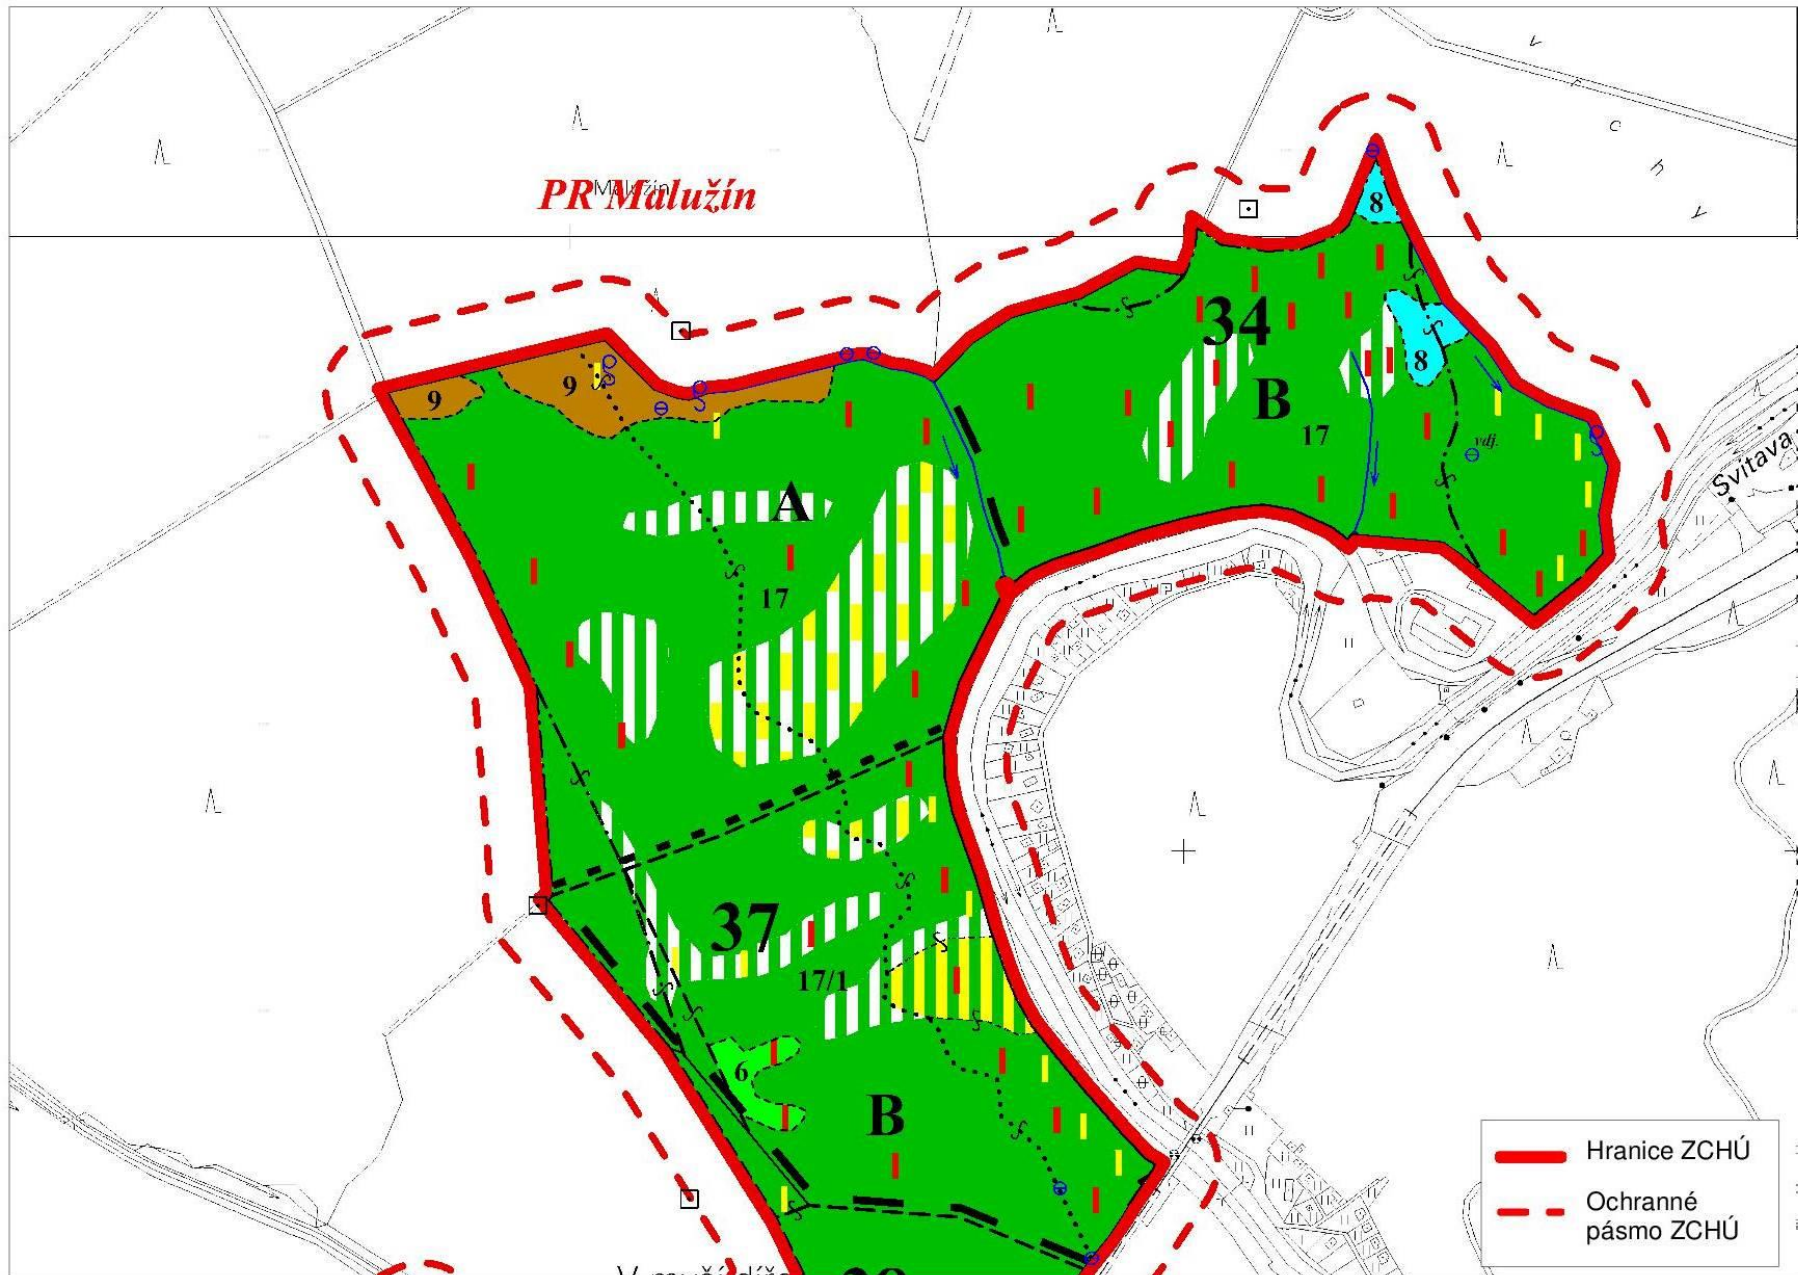 v
r
c
h
y
PR Malužín
Malužín
8
34
9
9
8
B
17
vdj.
Svitava
A
17
37
17/1
6
B
Hranice ZCHÚ
Ochranné
pásmo ZCHÚ